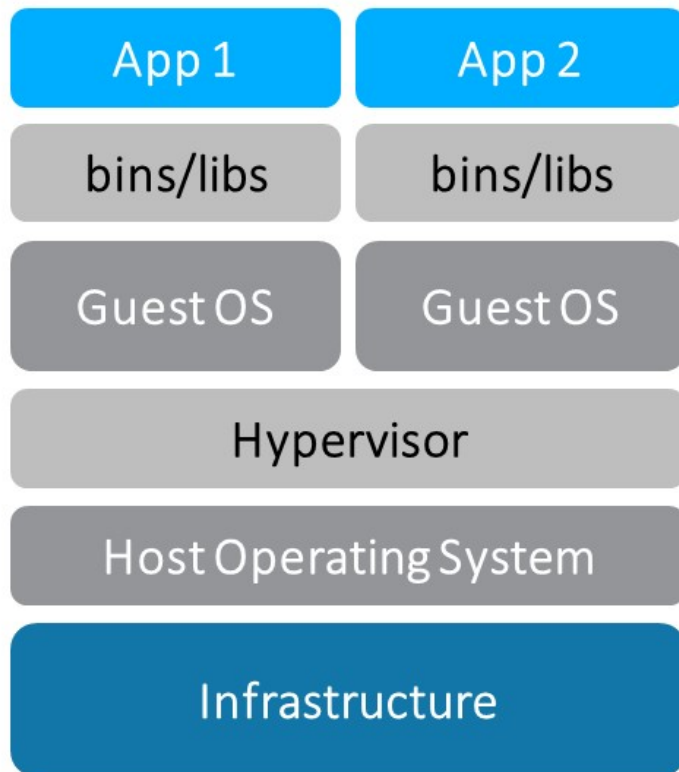 App 1
App 2
bins/libs
bins/libs
Guest OS
Guest OS
Hypervisor
Host Operating System
Infrastructure